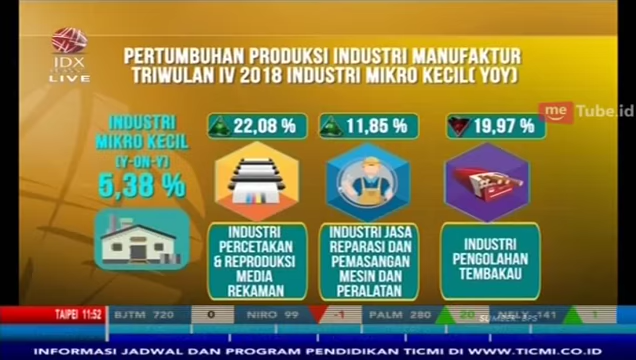 IDX
LIVE
PERTUMBUHAN PRODUKSI INDUSTRI MANUFAKTUR
TRIWULAN IV 2018 INDUSTRI MIKRO KECIL( YOY)
me Tube.id
INDUSTRI
MIKRO KECIL
(Y-ON-Y)
5,38 %
22,08 %
INDUSTRI
PERCETAKAN
& REPRODUKSI
MEDIA
REKAMAN
11,85 %
INDUSTRI JASA
REPARASI DAN
PEMASANGAN
MESIN DAN
PERALATAN
19,97 %
INDUSTRI
PENGOLAHAN
TEMBAKAU
SUMBER: BPS
TAIPEI 11:52 BJTM 720 0 NIRO 99 -1 PALM 280 20 NELY 141 1
INFORMASI JADWAL DAN PROGRAM PENDIDIKAN TICMI DI WWW.TICMI.CO.ID